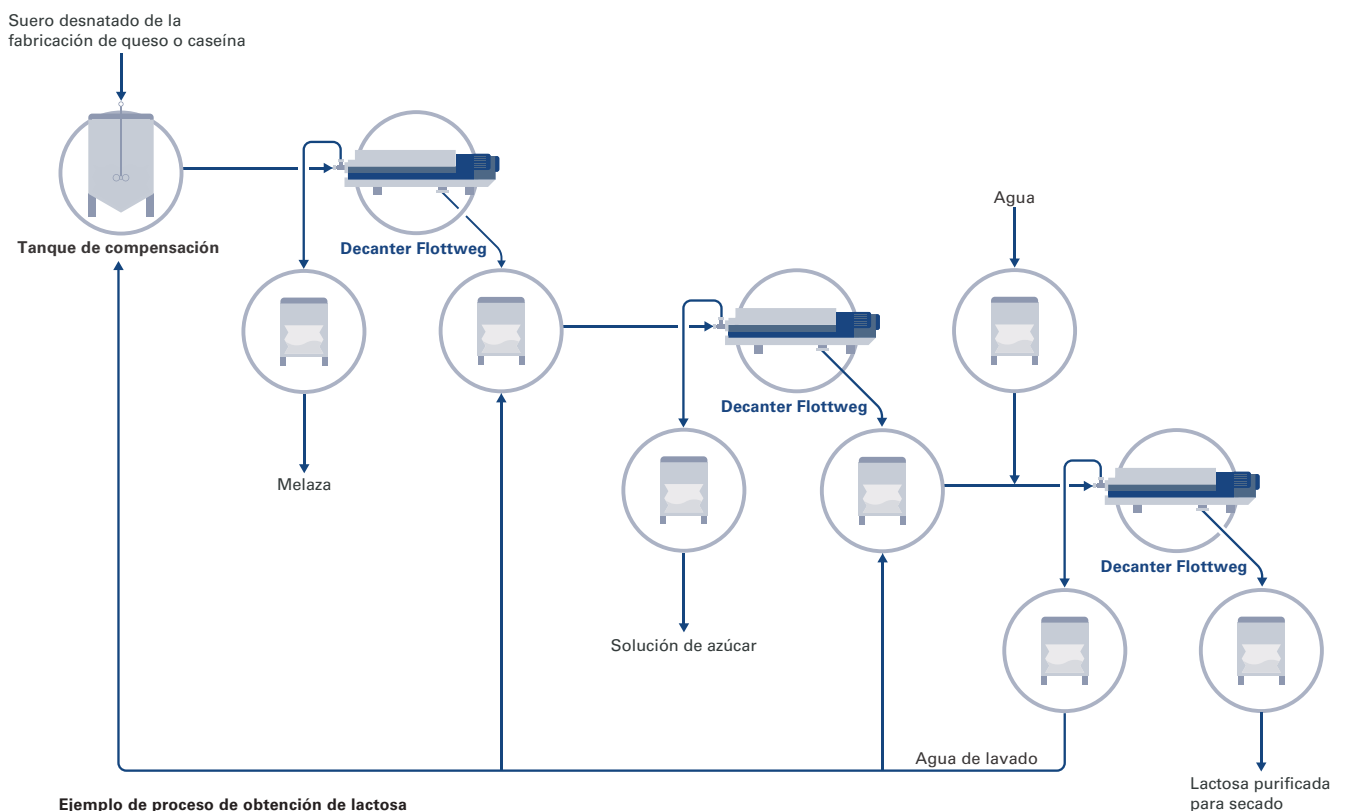 Suero desnatado de la
fabricación de queso o caseína
Tanque de compensación
Decanter Flottweg
Agua
Decanter Flottweg
Melaza
Decanter Flottweg
Solución de azúcar
Agua de lavado
Lactosa purificada
para secado
Ejemplo de proceso de obtención de lactosa